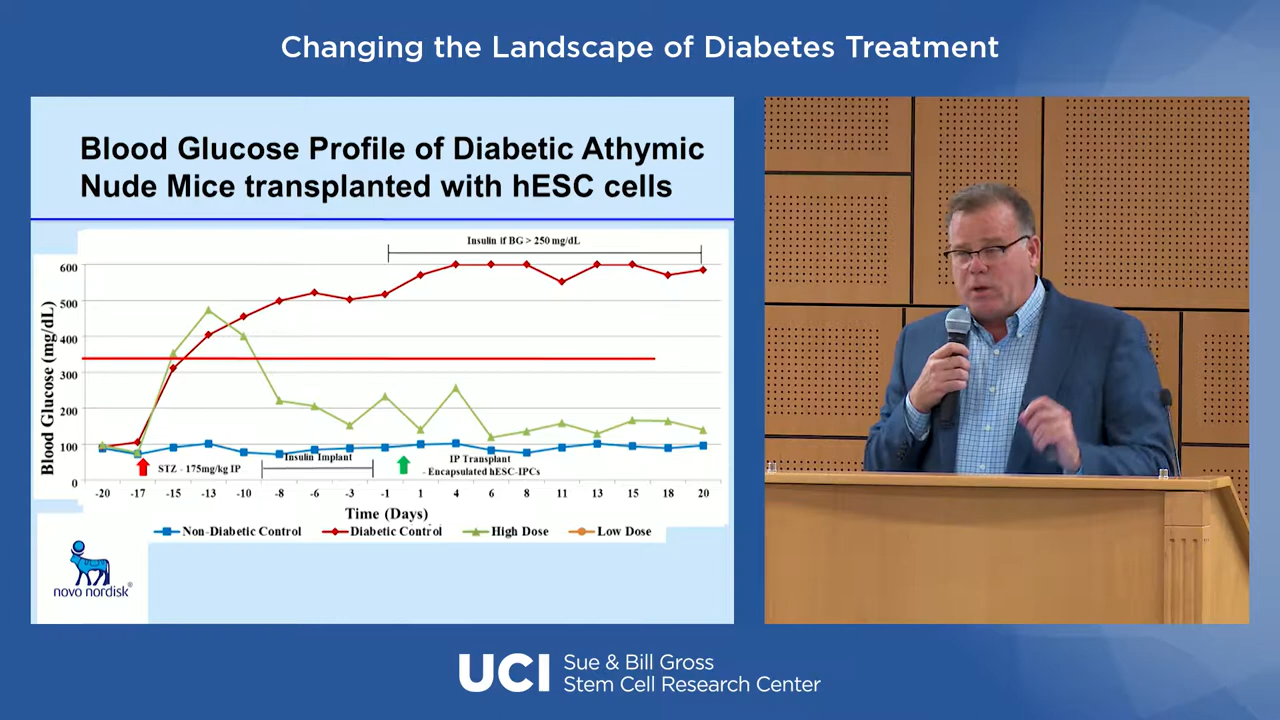 Changing the Landscape of Diabetes Treatment
Blood Glucose Profile of Diabetic Athymic
Nude Mice transplanted with hESC cells
Insulin if BG > 250 mg/dL
600
500
400
300
200
100
0
Blood Glucose (mg/dL)
STZ - 175mg/kg IP
Insulin Implant
IP Transplant
- Encapsulated hESC-IPCs
-20 -17 -15 -13 -10 -8 -6 -3 -1 1 4 6 8 11 13 15 18 20
Time (Days)
Non-Diabetic Control Diabetic Control High Dose Low Dose
novo nordisk®
UCI
Sue & Bill Gross
Stem Cell Research Center